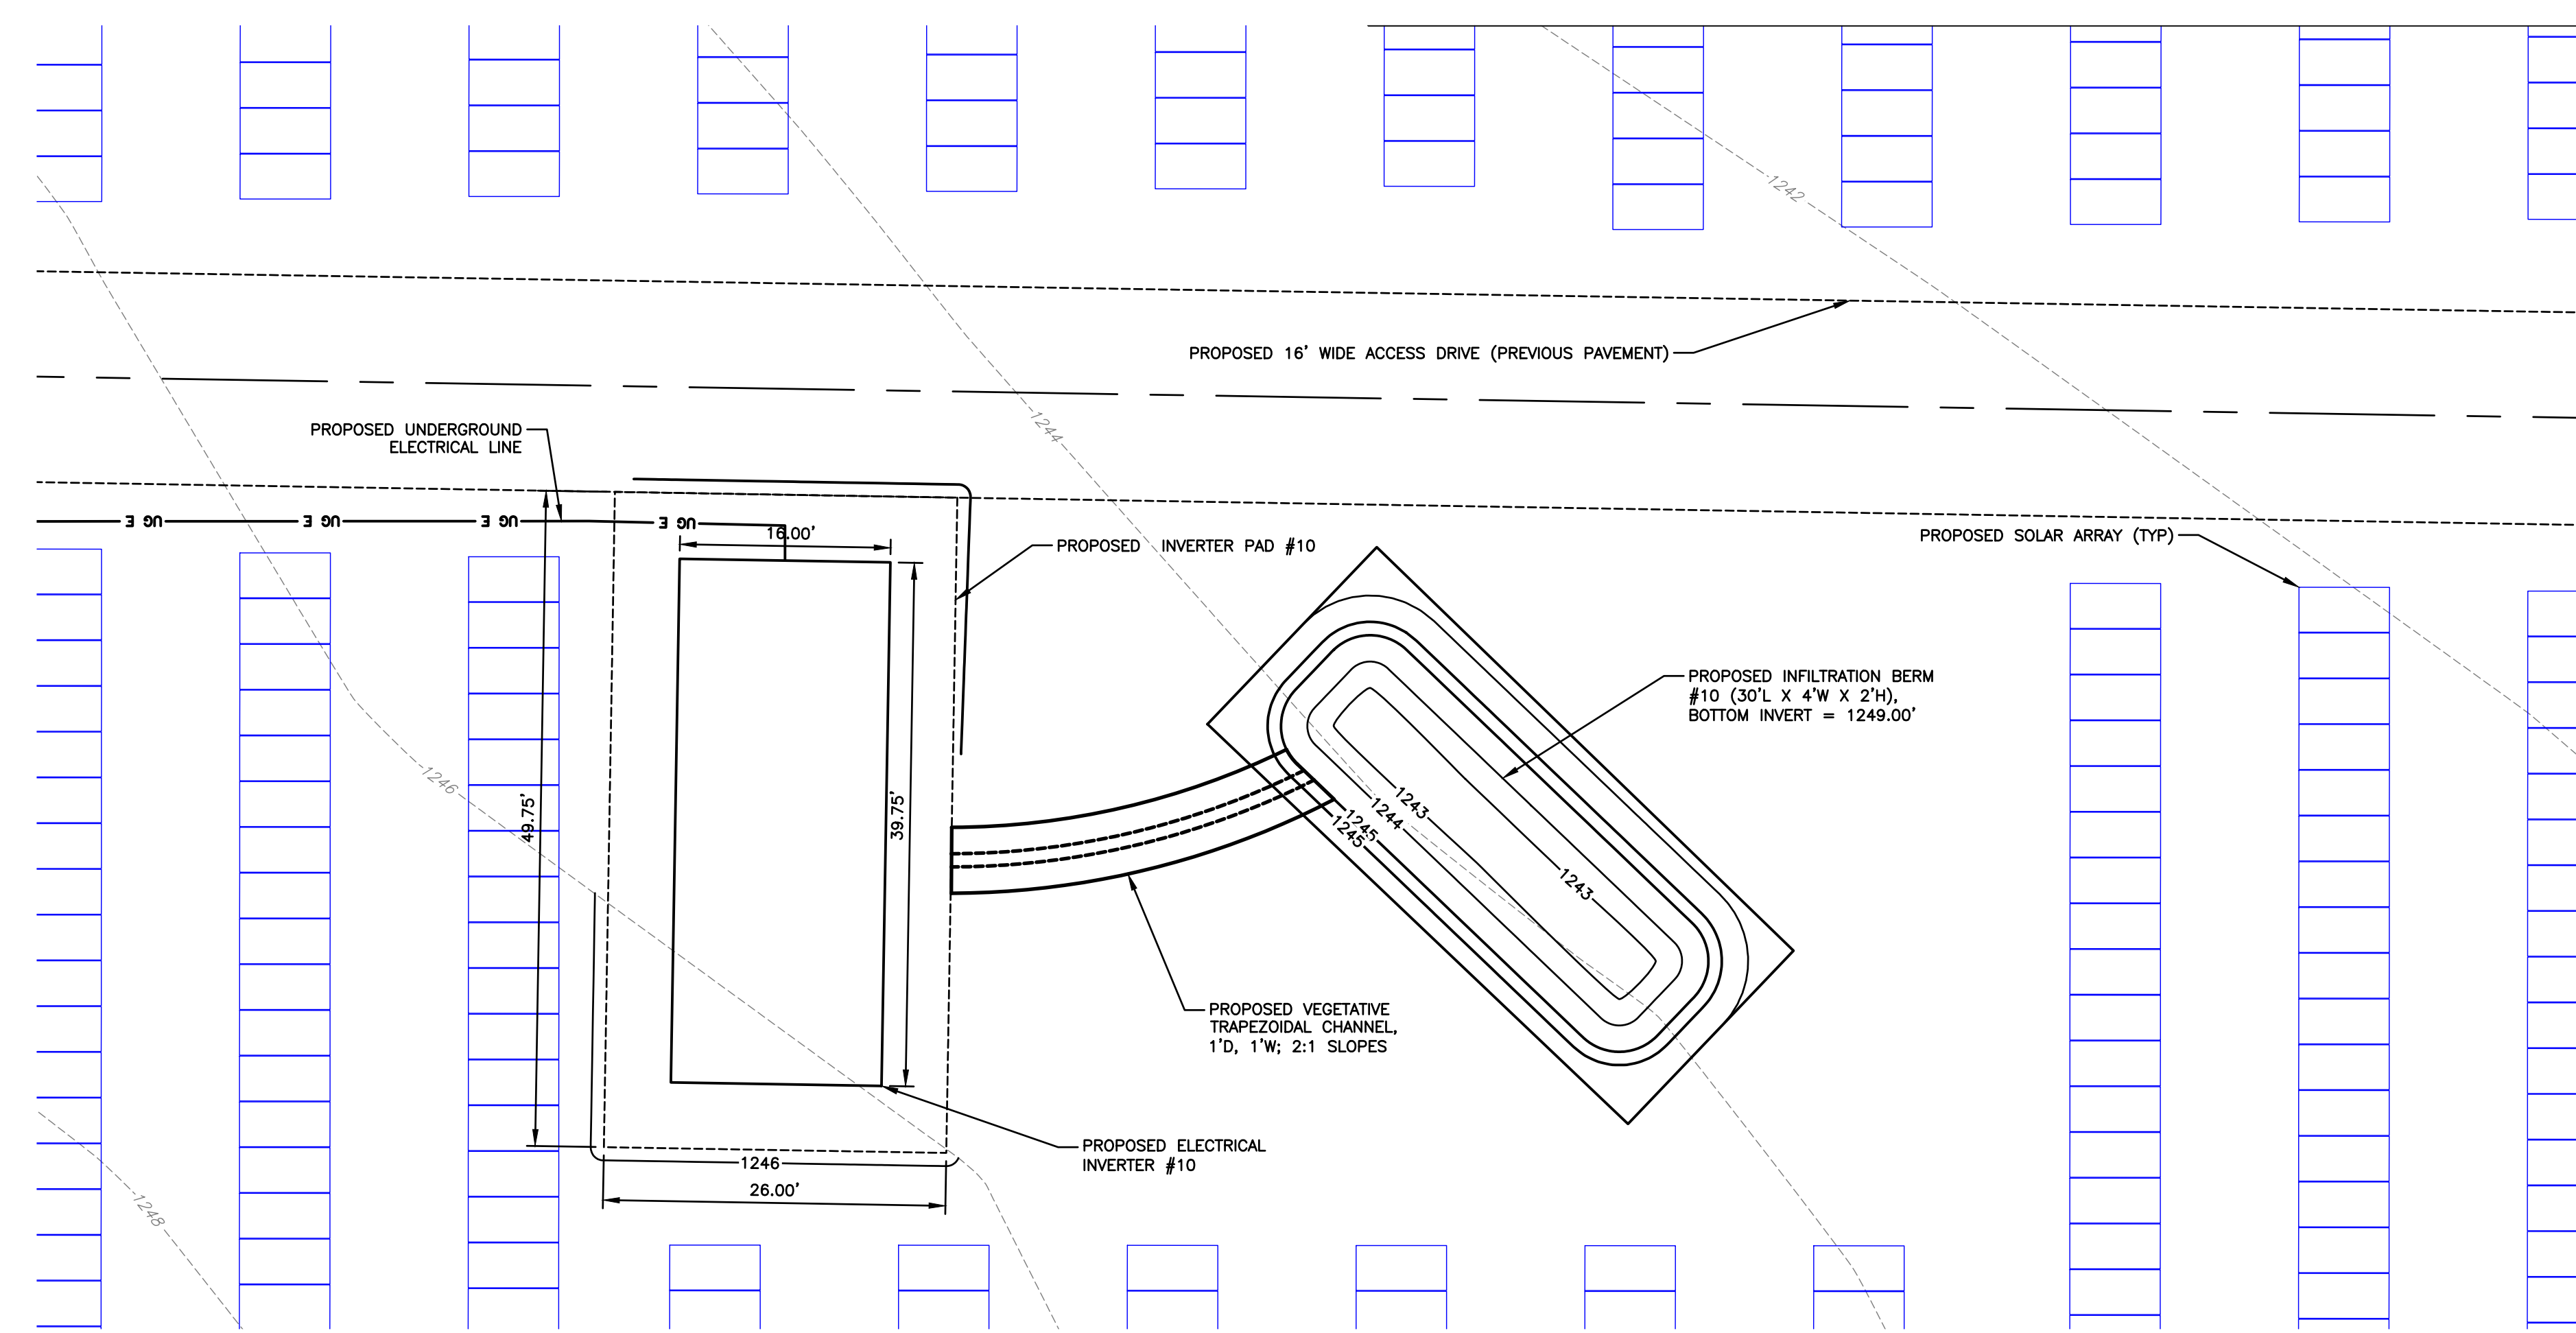 1242
PROPOSED 16' WIDE ACCESS DRIVE (PREVIOUS PAVEMENT)
1244
PROPOSED UNDERGROUND
ELECTRICAL LINE
UG E
UG E
UG E
UG E
16.00'
PROPOSED INVERTER PAD #10
PROPOSED SOLAR ARRAY (TYP)
PROPOSED INFILTRATION BERM
#10 (30'L X 4'W X 2'H),
BOTTOM INVERT = 1249.00'
1246
49.75'
39.75'
1243
1244
1245
1245
1243
PROPOSED VEGETATIVE
TRAPEZOIDAL CHANNEL,
1'D, 1'W; 2:1 SLOPES
PROPOSED ELECTRICAL
INVERTER #10
1246
26.00'
1248